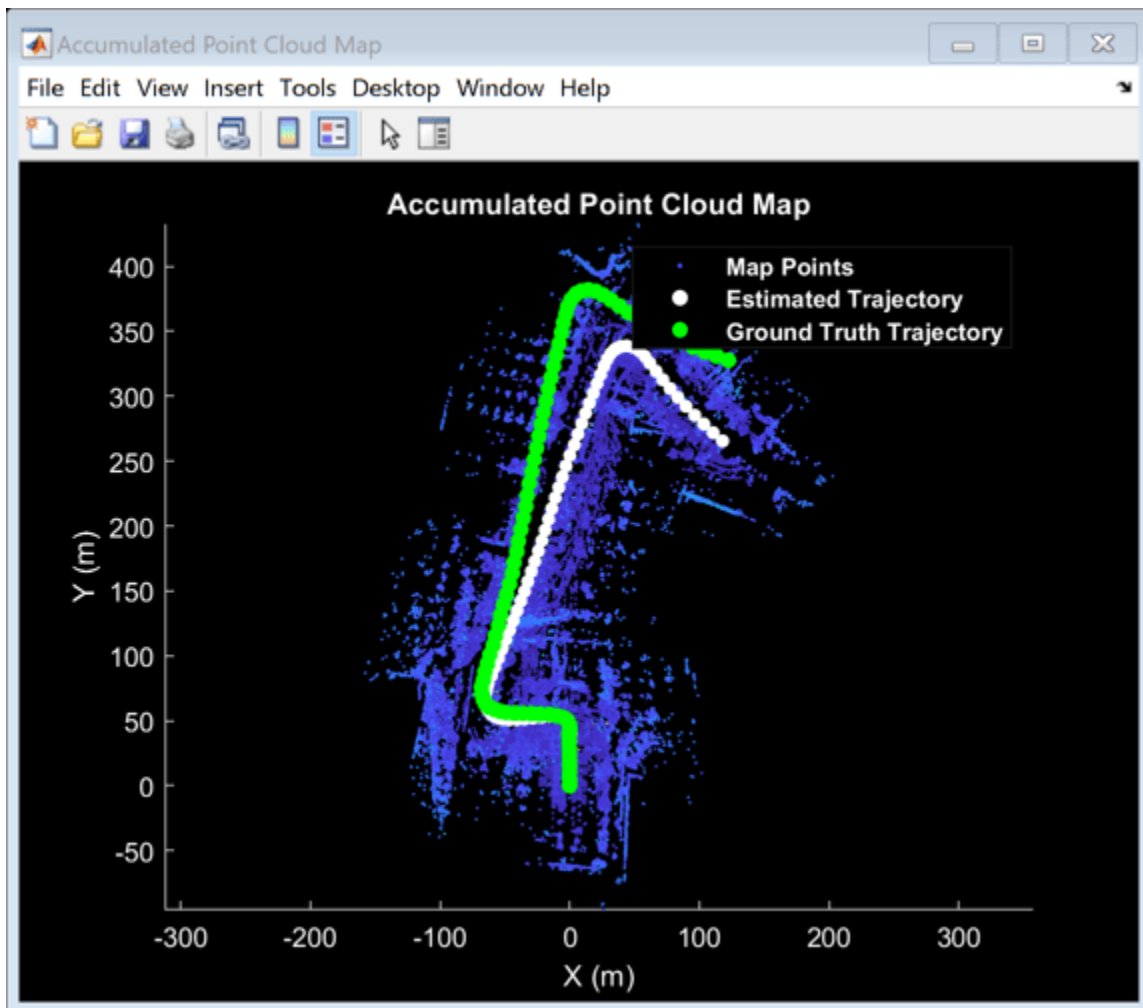 Accumulated Point Cloud Map
File Edit View Insert Tools Desktop Window Help
Accumulated Point Cloud Map
Map Points
Estimated Trajectory
Ground Truth Trajectory
400
350
300
250
200
150
100
50
0
-50
Y (m)
-300 -200 -100 0 100 200 300
X (m)